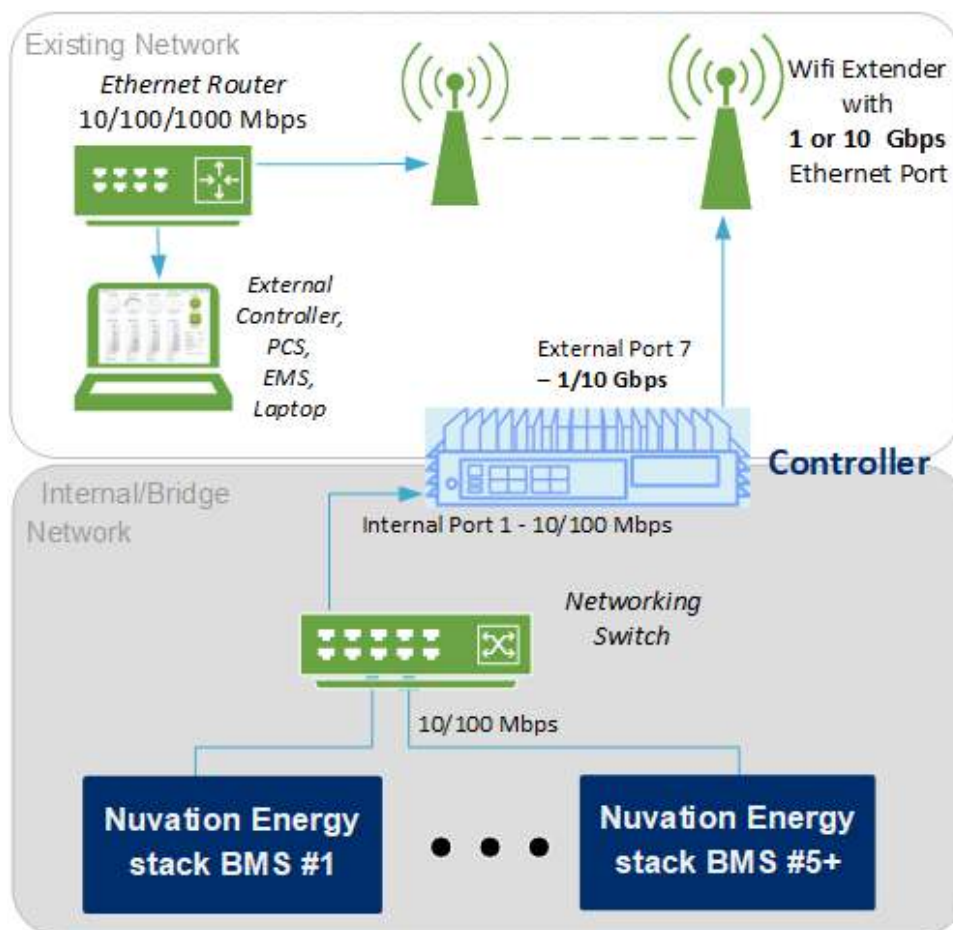 Existing Network
Ethernet Router
10/100/1000 Mbps
Wifi Extender
with
1 or 10 Gbps
Ethernet Port
External
Controller,
PCS,
EMS,
Laptop
External Port 7
– 1/10 Gbps
Controller
Internal/Bridge
Network
Internal Port 1 - 10/100 Mbps
Networking
Switch
10/100 Mbps
Nuvation Energy
stack BMS #1
Nuvation Energy
stack BMS #5+